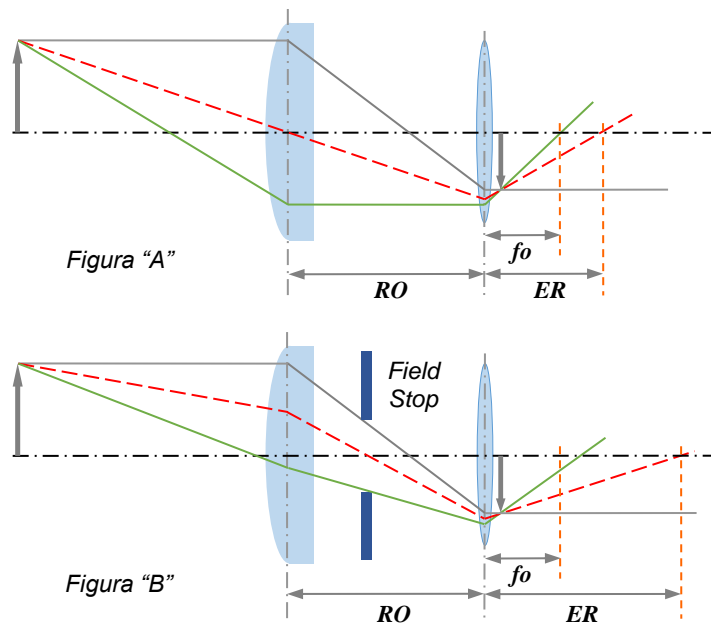 fo
Figura “A”
RO
ER
Field
Stop
fo
Figura “B”
RO
ER